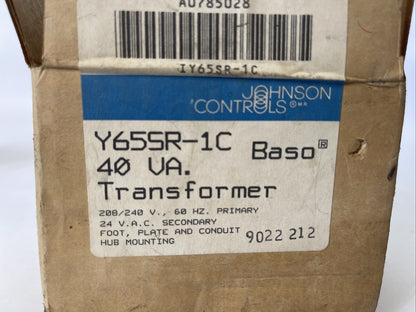 A0785028
IY65SR-1C
JOHNSON
CONTROLS ® MR
Y65SR-1C Baso®
40 VA.
Transformer
208/240 V., 60 HZ. PRIMARY
24 V.A.C. SECONDARY
FOOT, PLATE AND CONDUIT
HUB MOUNTING
9022 212